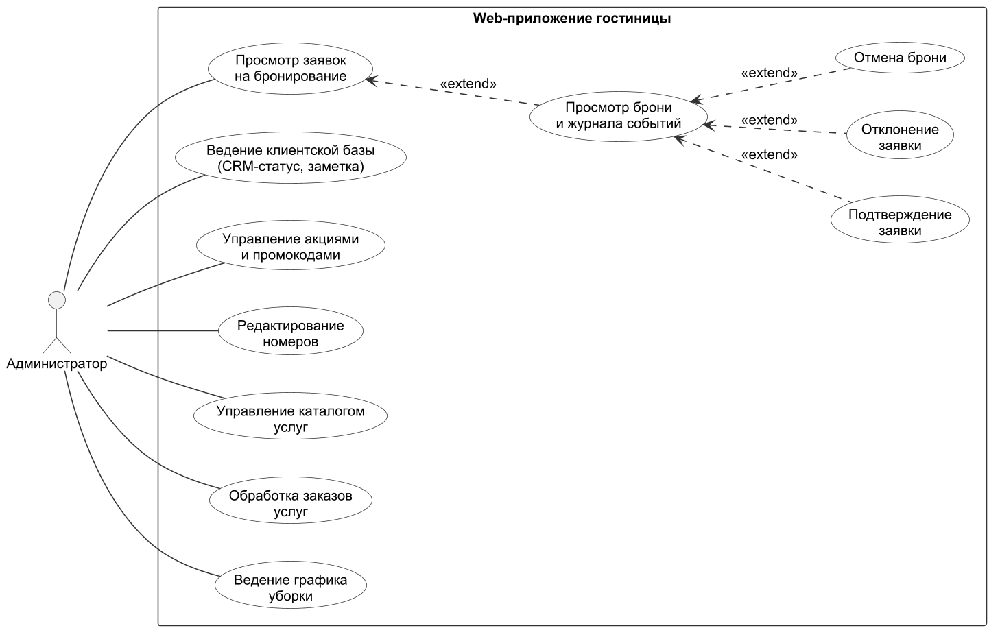 Web-приложение гостиницы
Просмотр заявок
на бронирование
«extend»
Просмотр брони
и журнала событий
«extend»
Отмена брони
«extend»
Отклонение
заявки
«extend»
Подтверждение
заявки
Ведение клиентской базы
(CRM-статус, заметка)
Управление акциями
и промокодами
Редактирование
номеров
Администратор
Управление каталогом
услуг
Обработка заказов
услуг
Ведение графика
уборки